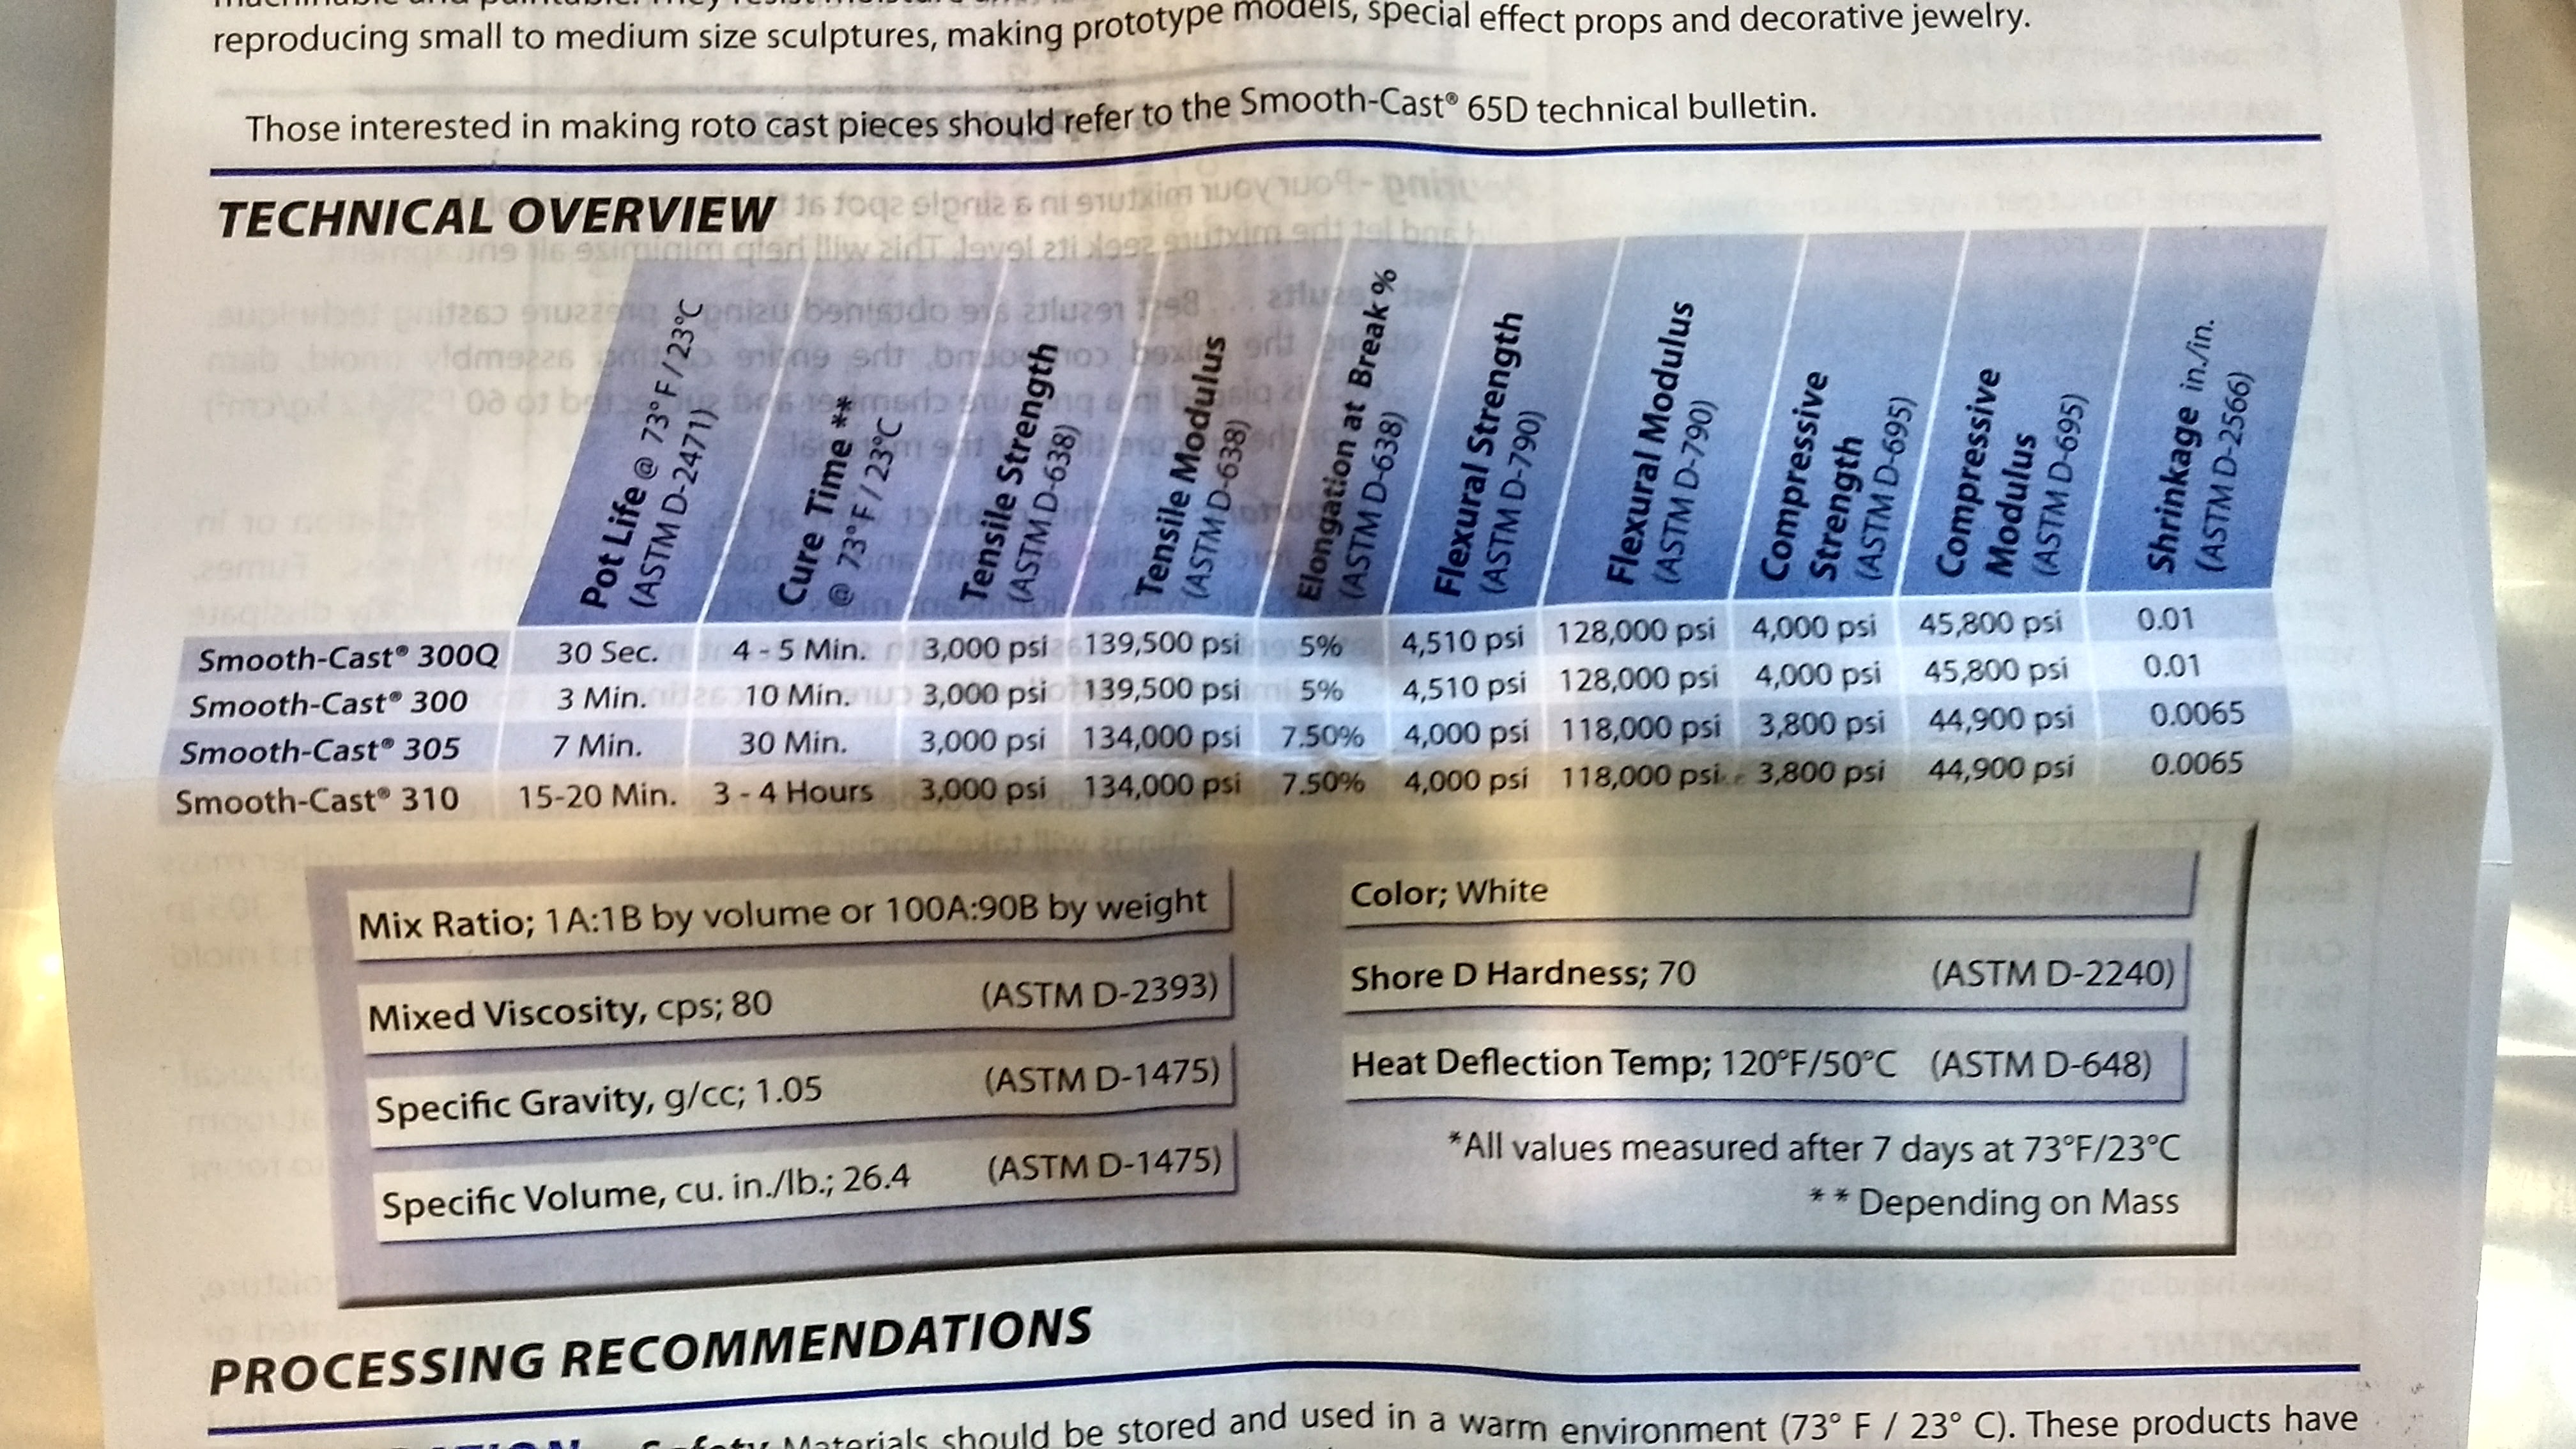 machinable and paintable. They resist moisture
reproducing small to medium size sculptures, making prototype models, special effect props and decorative jewelry.
Those interested in making roto cast pieces should refer to the Smooth-Cast® 65D technical bulletin.
TECHNICAL OVERVIEW
Pot Life @ 73°F/23°C
(ASTM D-2471)
Cure Time **
@ 73°F/23°C
Tensile Strength
(ASTM D-638)
Tensile Modulus
(ASTM D-638)
Elongation at Break %
(ASTM D-638)
Flexural Strength
(ASTM D-790)
Flexural Modulus
(ASTM D-790)
Compressive
Strength
(ASTM D-695)
Compressive
Modulus
(ASTM D-695)
Shrinkage in./in.
(ASTM D-2566)
Smooth-Cast® 300Q 30 Sec. 4 - 5 Min. 3,000 psi 139,500 psi 5% 4,510 psi 128,000 psi 4,000 psi 45,800 psi 0.01
Smooth-Cast® 300 3 Min. 10 Min. 3,000 psi 139,500 psi 5% 4,510 psi 128,000 psi 4,000 psi 45,800 psi 0.01
Smooth-Cast® 305 7 Min. 30 Min. 3,000 psi 134,000 psi 7.50% 4,000 psi 118,000 psi 3,800 psi 44,900 psi 0.0065
Smooth-Cast® 310 15-20 Min. 3 - 4 Hours 3,000 psi 134,000 psi 7.50% 4,000 psi 118,000 psi 3,800 psi 44,900 psi 0.0065
Mix Ratio; 1A:1B by volume or 100A:90B by weight
Mixed Viscosity, cps; 80 (ASTM D-2393)
Specific Gravity, g/cc; 1.05 (ASTM D-1475)
Specific Volume, cu. in./lb.; 26.4 (ASTM D-1475)
Color; White
Shore D Hardness; 70 (ASTM D-2240)
Heat Deflection Temp; 120°F/50°C (ASTM D-648)
*All values measured after 7 days at 73°F/23°C
* * Depending on Mass
PROCESSING RECOMMENDATIONS
Safety Materials should be stored and used in a warm environment (73° F / 23° C). These products have